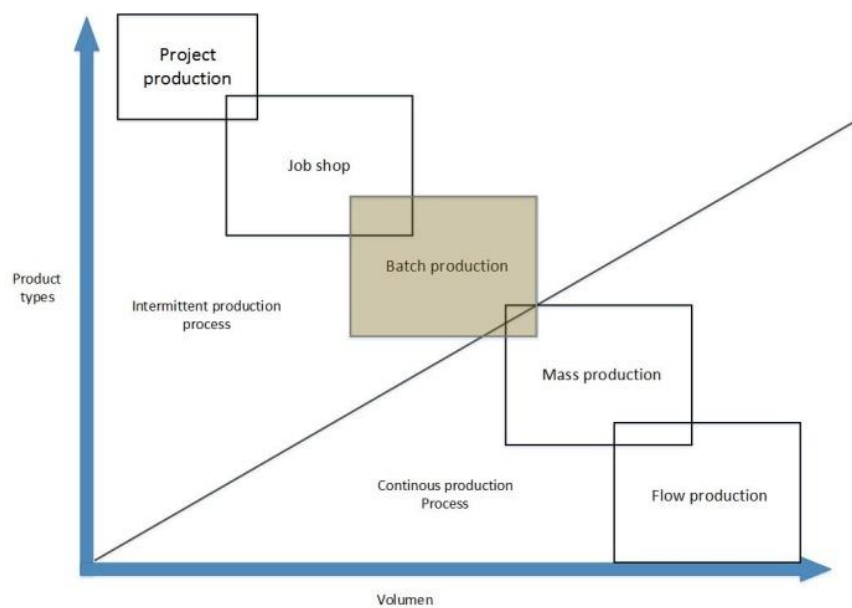 Project
production
Job shop
Batch production
Product
types
Intermittent production
process
Mass production
Continous production
Process
Flow production
Volumen